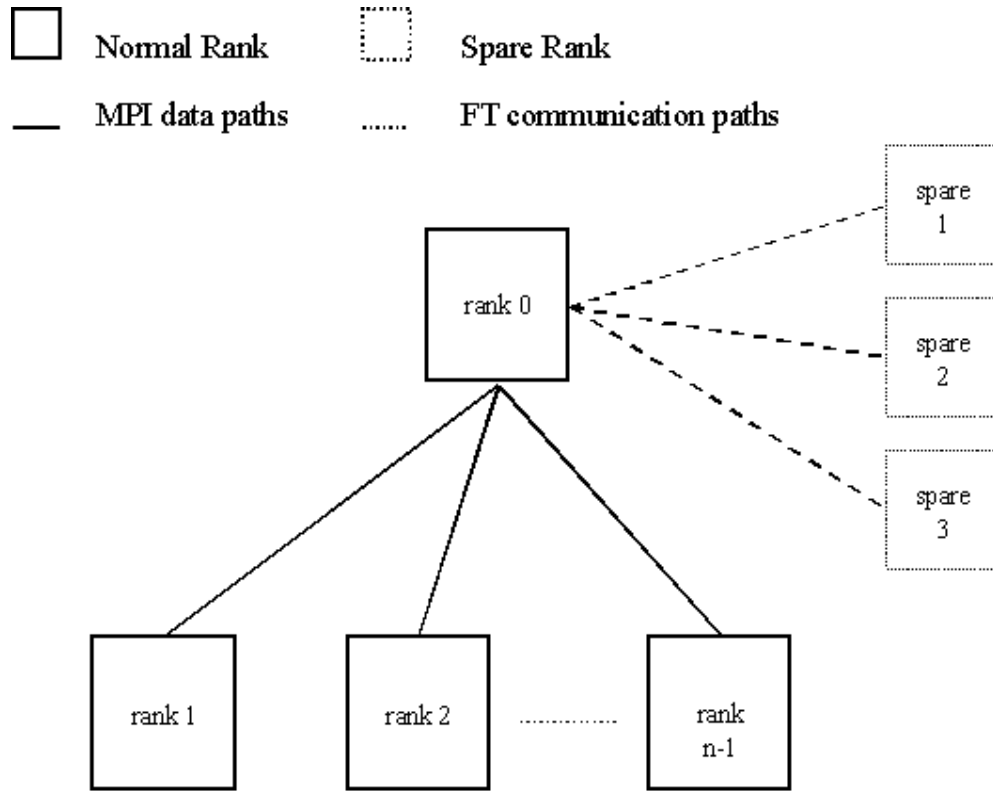 Normal Rank
Spare Rank
MPI data paths
FT communication paths
spare
1
rank 0
spare
2
spare
3
rank 1
rank 2
rank
n-1